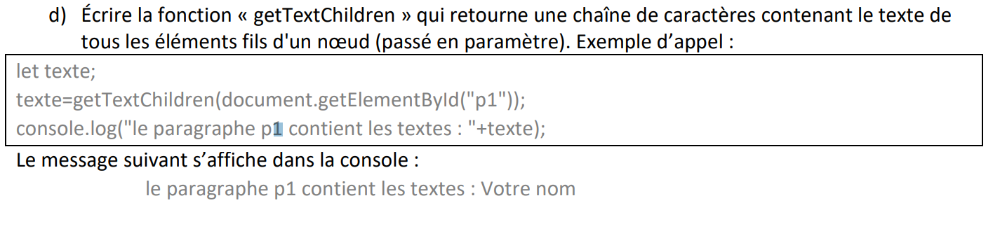 d) Écrire la fonction « getTextChildren » qui retourne une chaîne de caractères contenant le texte de
tous les éléments fils d'un nœud (passé en paramètre). Exemple d’appel :
let texte;
texte=getTextChildren(document.getElementById("p1"));
console.log("le paragraphe p1 contient les textes : "+texte);
Le message suivant s’affiche dans la console :
le paragraphe p1 contient les textes : Votre nom